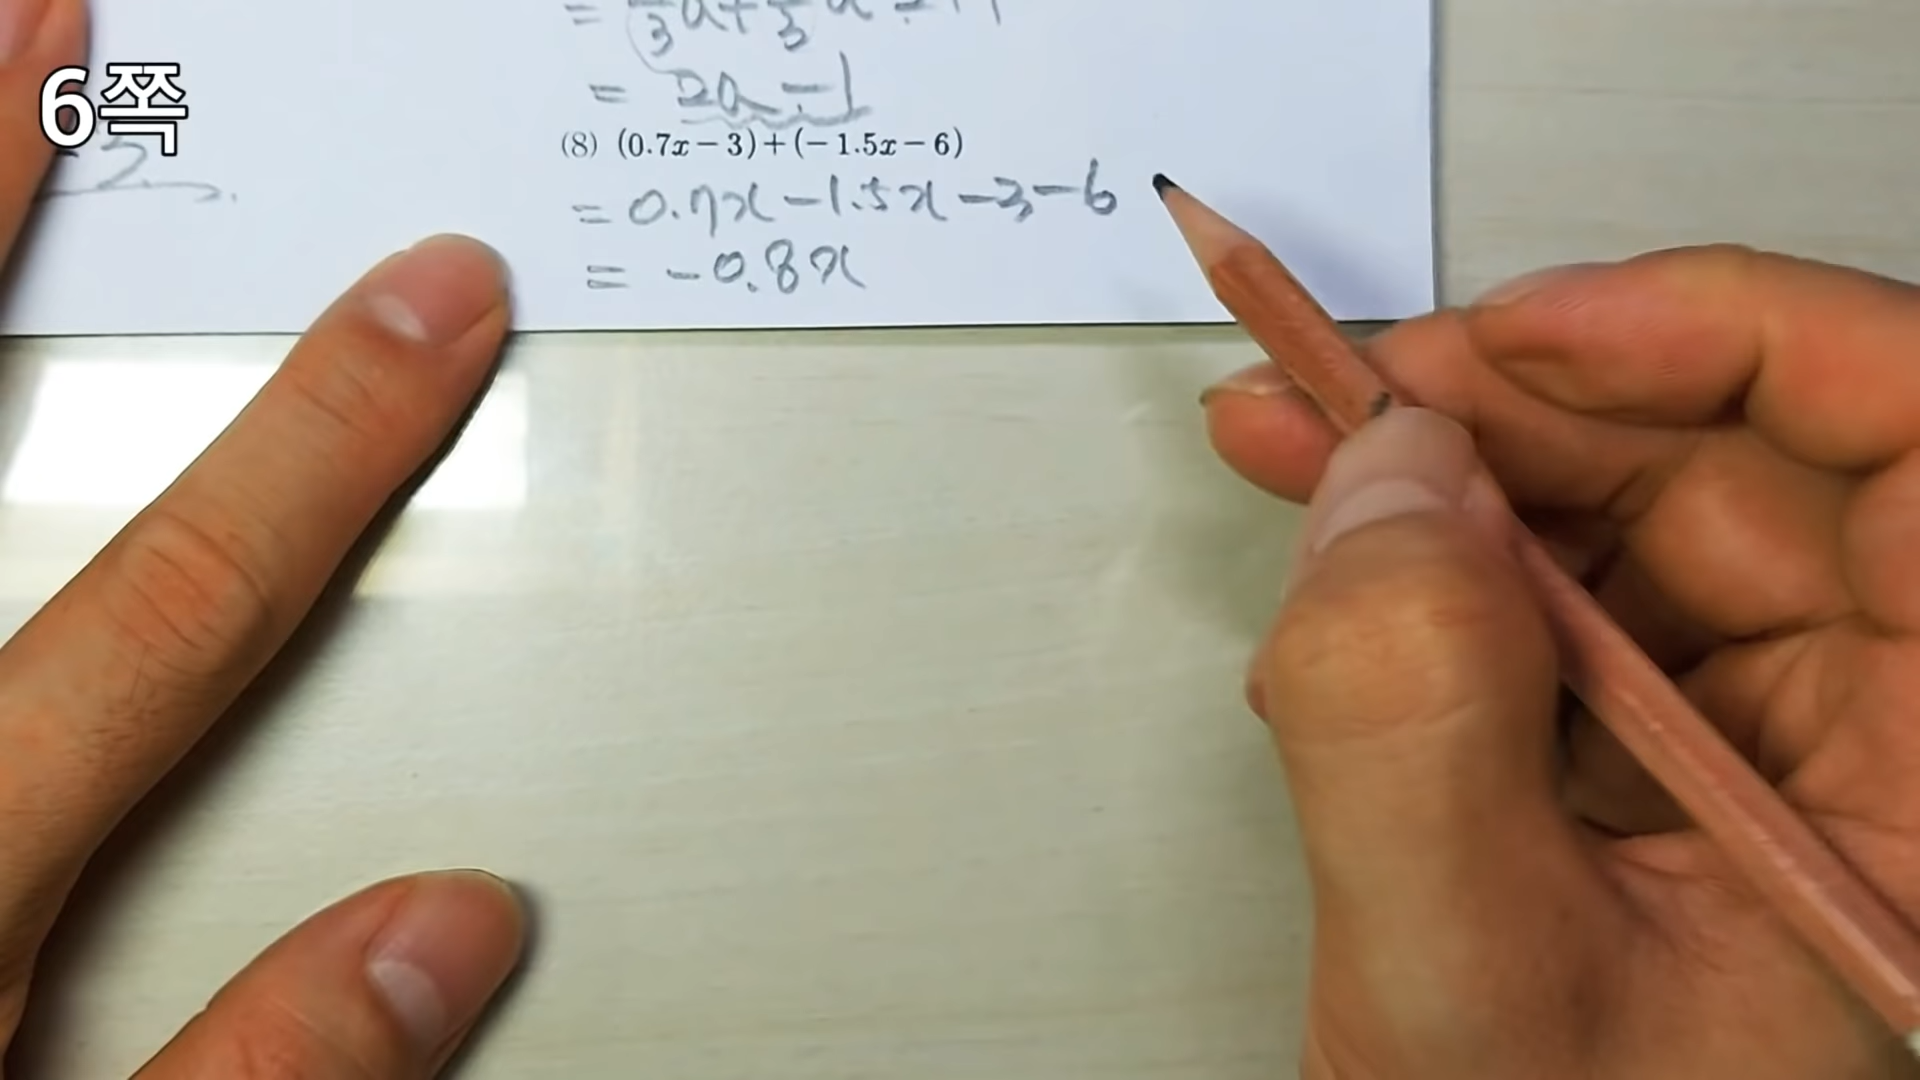 6쪽
= 2a-1
(8) (0.7x-3)+(-1.5x-6)
= 0.7x-1.5x-3-6
= -0.8x